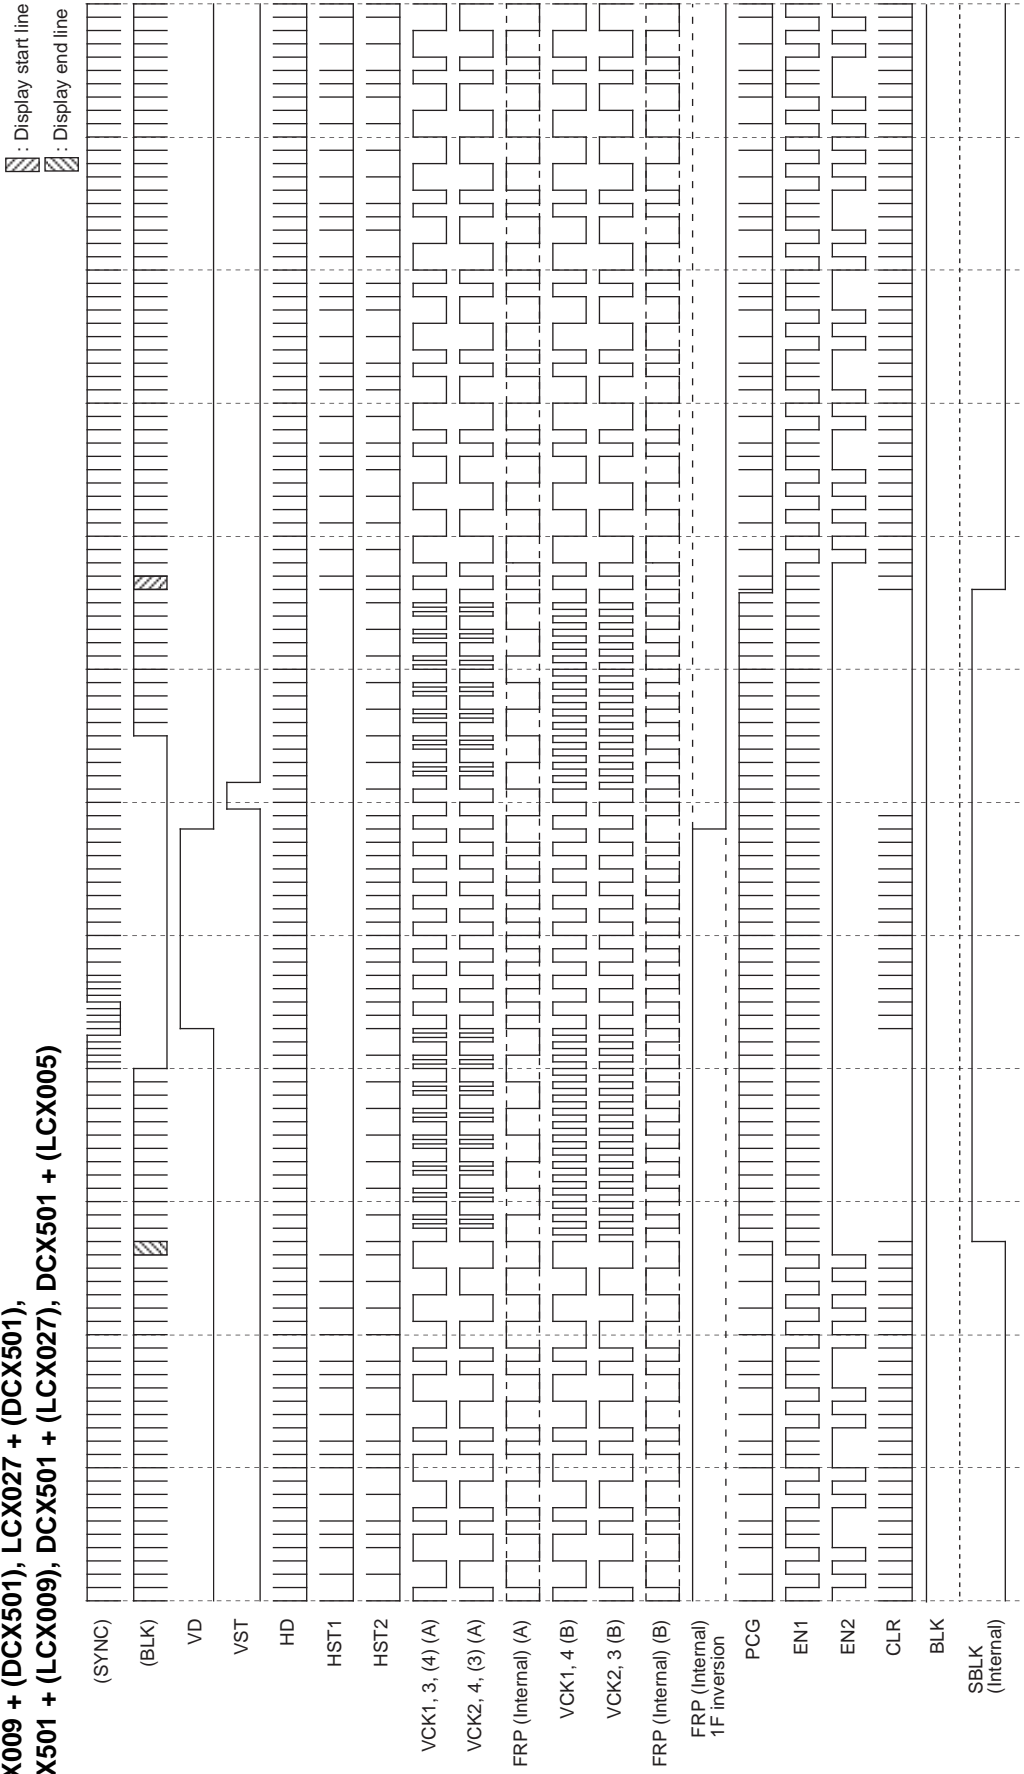 X009 + (DCX501), LCX027 + (DCX501),
X501 + (LCX009), DCX501 + (LCX027), DCX501 + (LCX005)
: Display start line
: Display end line
(SYNC)
(BLK)
VD
VST
HD
HST1
HST2
VCK1, 3, (4) (A)
VCK2, 4, (3) (A)
FRP (Internal) (A)
VCK1, 4 (B)
VCK2, 3 (B)
FRP (Internal) (B)
FRP (Internal)
1F inversion
PCG
EN1
EN2
CLR
BLK
SBLK
(Internal)